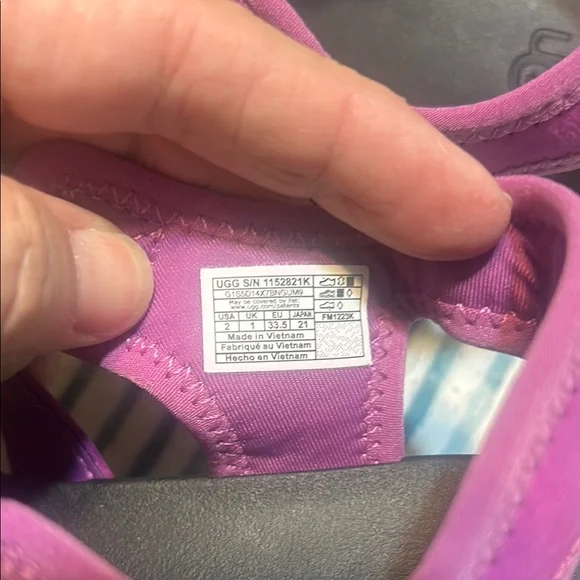 UGG S/N 1152821K
G1S5D14X7BNGUM9
May be covered by Pat.:
www.ugg.com/patents
USA UK EU JAPAN FM1223K
2 1 33.5 21
Made in Vietnam
Fabriqué au Vietnam
Hecho en Vietnam